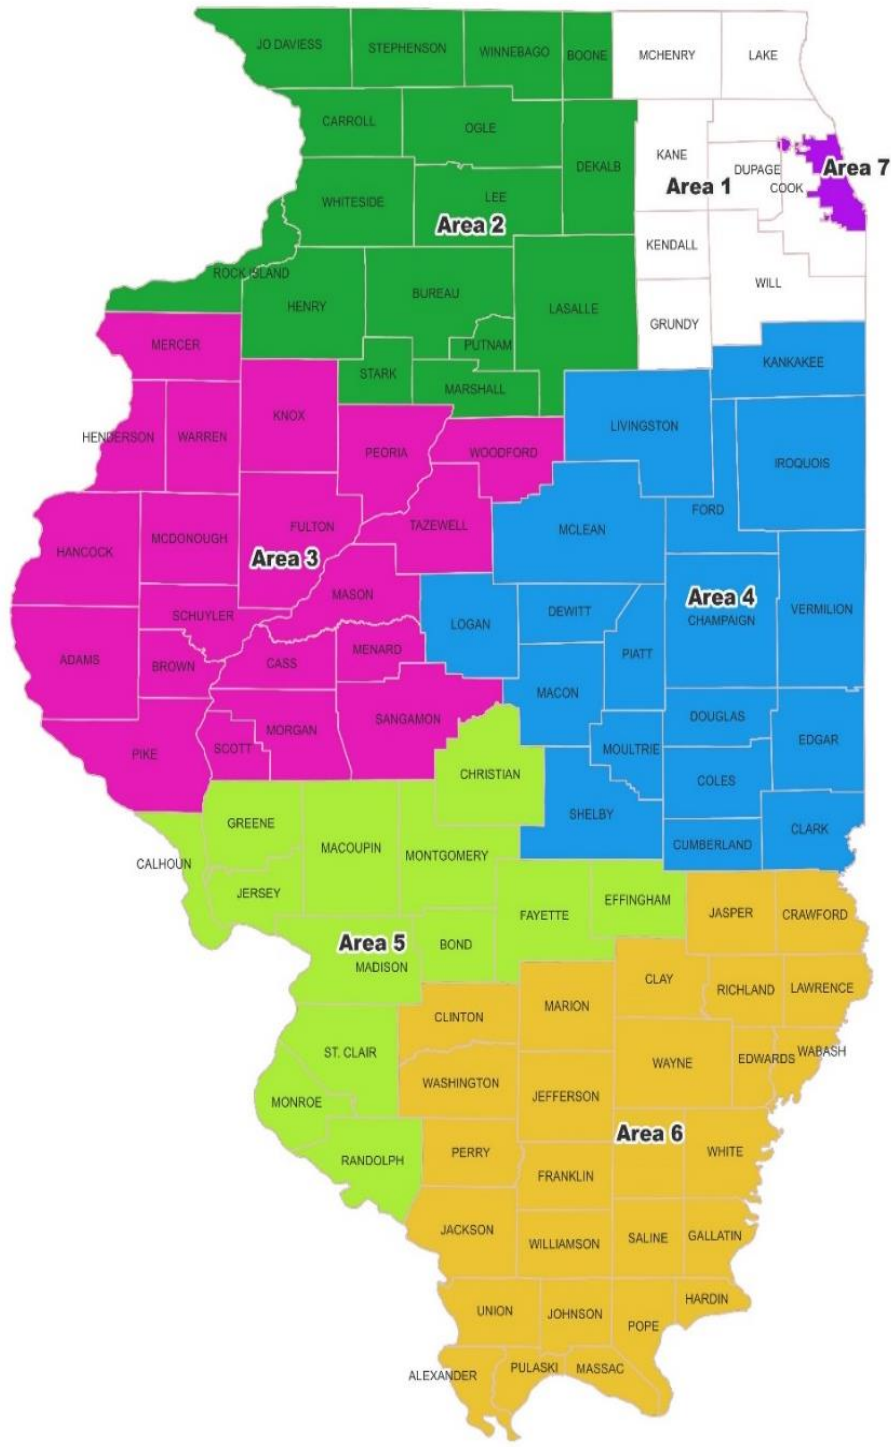 JO DAVIESS
STEPHENSON
WINNEBAGO
BOONE
MCHENRY
LAKE
CARROLL
OGLE
DEKALB
KANE
DUPAGE
COOK
Area 7
Area 1
WHITESIDE
LEE
Area 2
KENDALL
ROCK ISLAND
HENRY
BUREAU
LASALLE
WILL
GRUNDY
PUTNAM
MERCER
STARK
MARSHALL
KANKAKEE
HENDERSON
WARREN
KNOX
PEORIA
WOODFORD
LIVINGSTON
IROQUOIS
HANCOCK
MCDONOUGH
FULTON
TAZEWELL
MCLEAN
FORD
Area 3
SCHUYLER
MASON
LOGAN
DEWITT
Area 4
CHAMPAIGN
VERMILION
ADAMS
BROWN
CASS
MENARD
PIATT
MACON
PIKE
SCOTT
MORGAN
SANGAMON
MOULTRIE
DOUGLAS
EDGAR
CHRISTIAN
COLES
SHELBY
CUMBERLAND
CLARK
CALHOUN
GREENE
MACOUPIN
MONTGOMERY
JERSEY
FAYETTE
EFFINGHAM
JASPER
CRAWFORD
Area 5
MADISON
BOND
CLAY
RICHLAND
LAWRENCE
CLINTON
MARION
ST. CLAIR
WASHINGTON
WAYNE
EDWARDS
WABASH
MONROE
JEFFERSON
Area 6
RANDOLPH
PERRY
FRANKLIN
WHITE
JACKSON
WILLIAMSON
SALINE
GALLATIN
UNION
JOHNSON
POPE
HARDIN
ALEXANDER
PULASKI
MASSAC